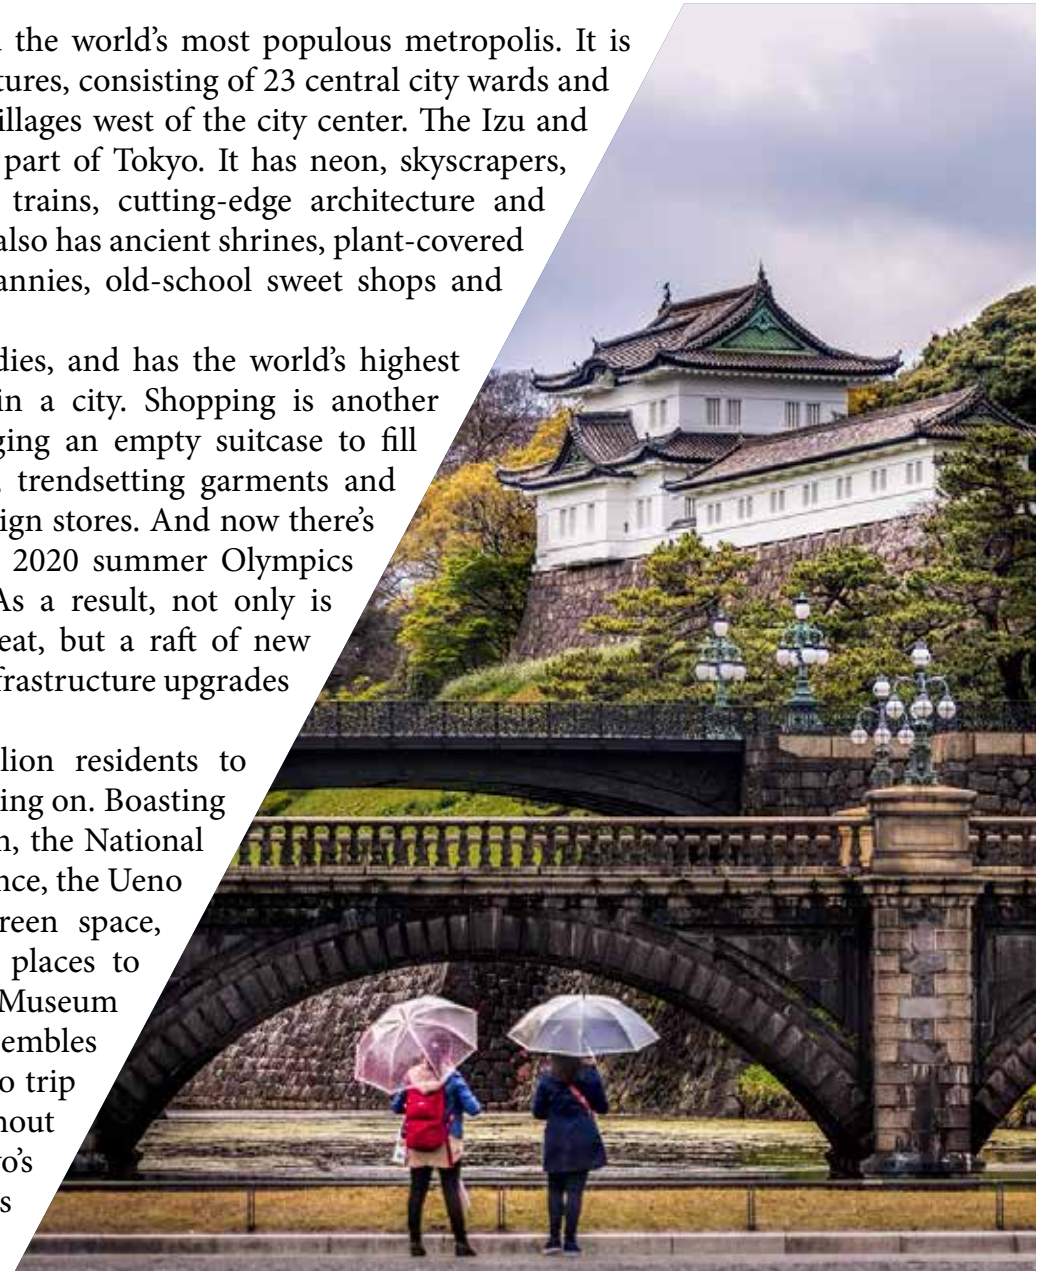 the world’s most populous metropolis. It is
tures, consisting of 23 central city wards and
illages west of the city center. The Izu and
part of Tokyo. It has neon, skyscrapers,
trains, cutting-edge architecture and
also has ancient shrines, plant-covered
annies, old-school sweet shops and
dies, and has the world’s highest
in a city. Shopping is another
ging an empty suitcase to fill
trendsetting garments and
ign stores. And now there’s
2020 summer Olympics
As a result, not only is
eat, but a raft of new
frastructure upgrades
lion residents to
ing on. Boasting
n, the National
nce, the Ueno
reen space,
places to
Museum
embles
o trip
hout
o’s
s